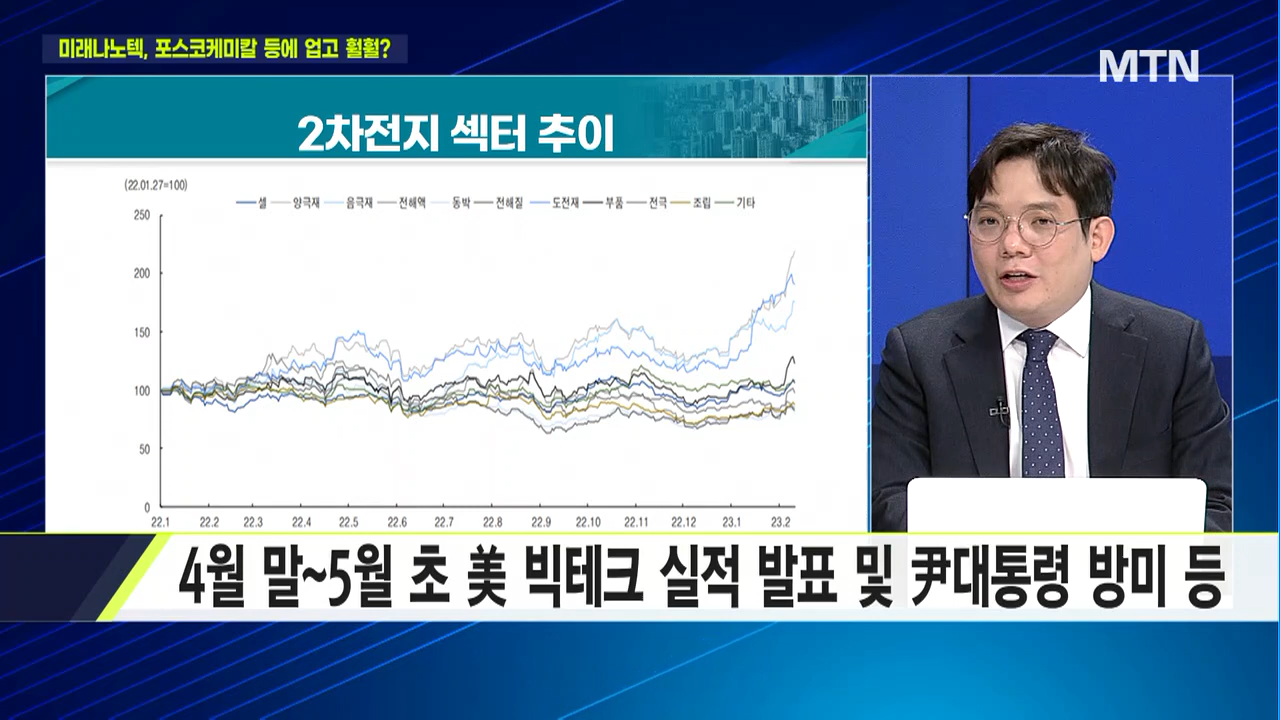 미래나노텍, 포스코케미칼 등에 업고 훨훨?
MTN
2차전지 섹터 추이
(22.01.27=100)
셀 양극재 음극재 전해액 동박 전해질 도전재 부품 전극 조립 기타
250
200
150
100
50
0
22.1 22.2 22.3 22.4 22.5 22.6 22.7 22.8 22.9 22.10 22.11 22.12 23.1 23.2
4월 말~5월 초 美 빅테크 실적 발표 및 尹대통령 방미 등